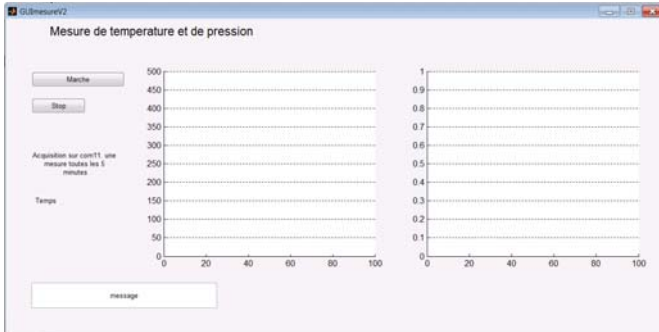 GUImesureV2
Mesure de temperature et de pression
Marche
Stop
Acquisition sur com11. une
mesure toutes les 5
minutes
Temps
500
450
400
350
300
250
200
150
100
50
0
0 20 40 60 80 100
1
0.9
0.8
0.7
0.6
0.5
0.4
0.3
0.2
0.1
0
0 20 40 60 80 100
message